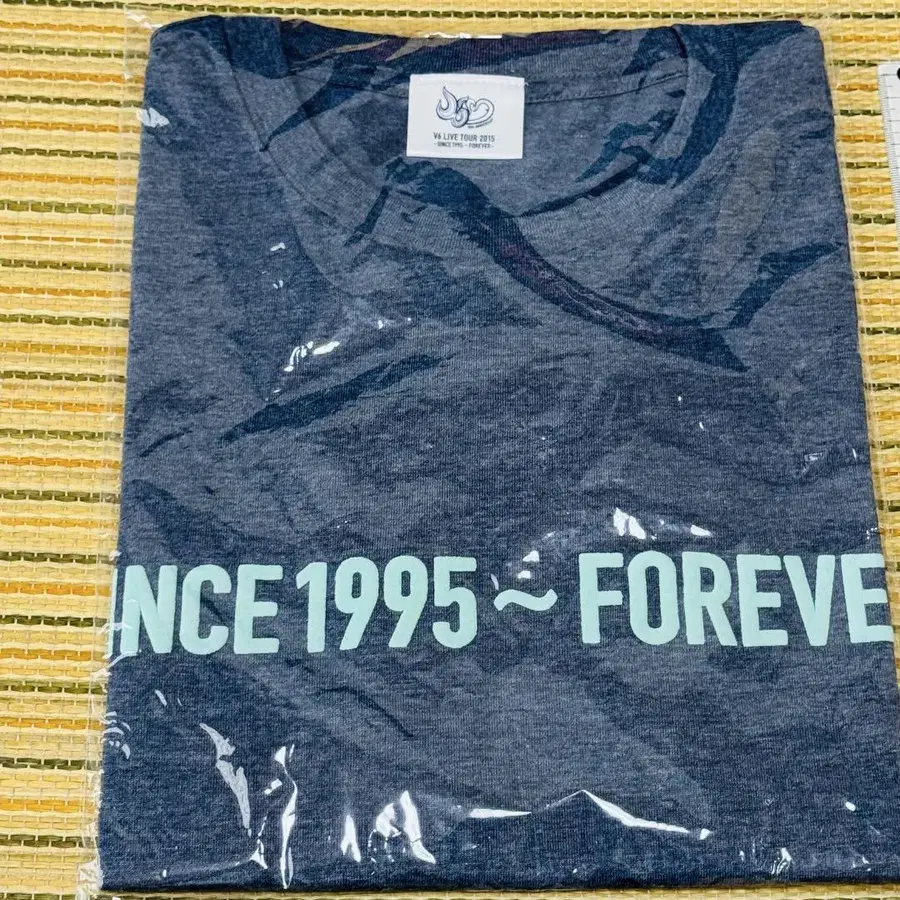 V6 LIVE TOUR 2015
-SINCE 1995~FOREVER-
INCE 1995~FOREVE